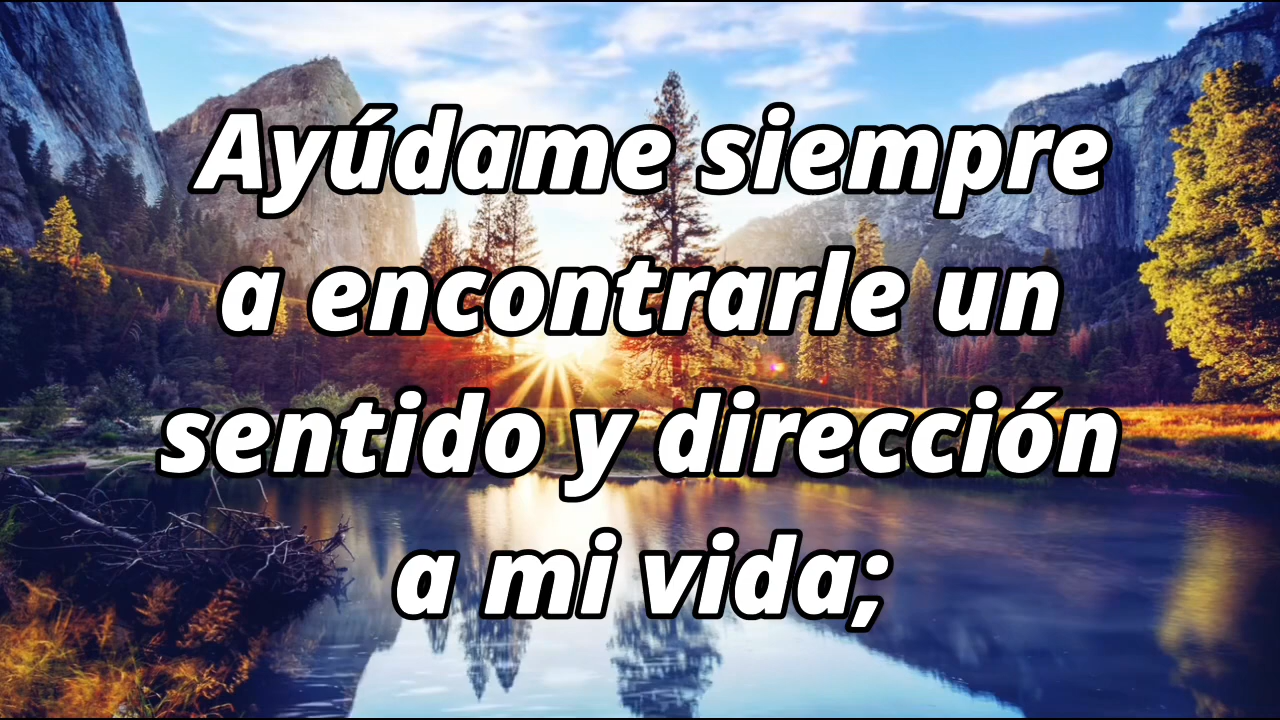 Ayúdame siempre
a encontrarle un
sentido y dirección
a mi vida;